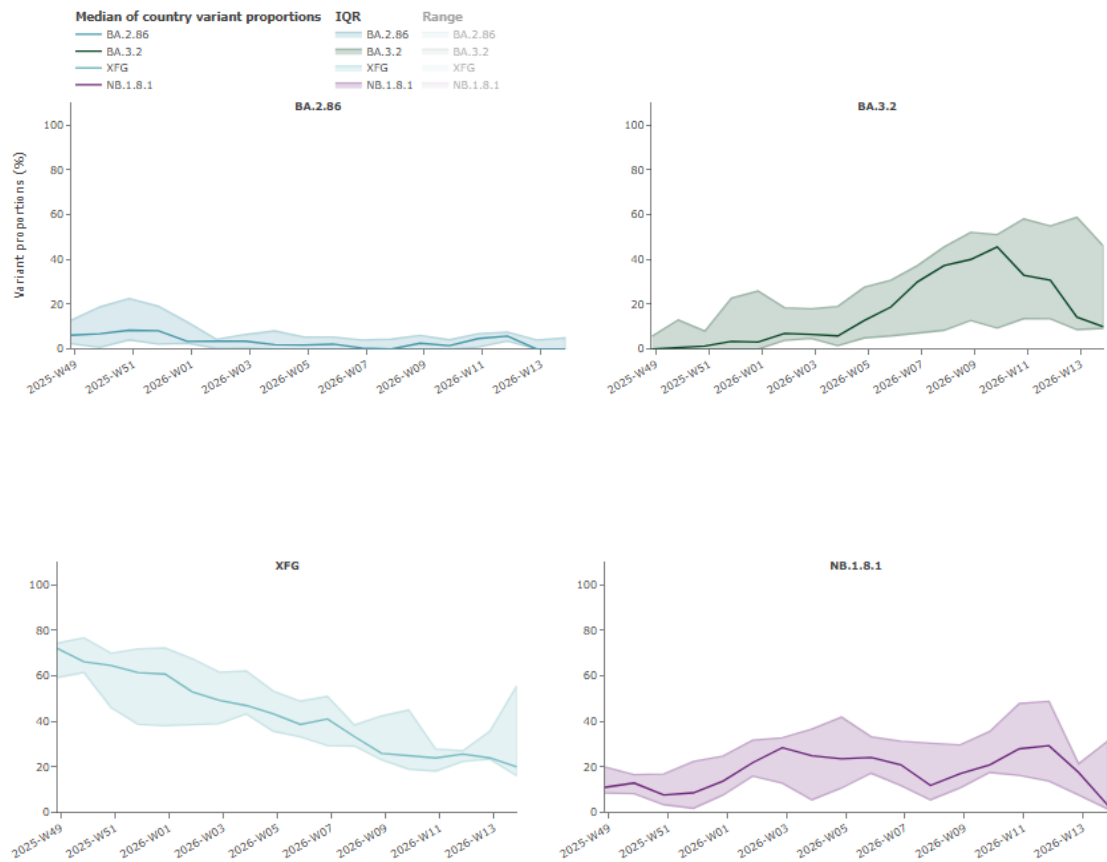 Median of country variant proportions IQR Range
BA.2.86 BA.2.86 BA.2.86
BA.3.2 BA.3.2 BA.3.2
XFG XFG XFG
NB.1.8.1 NB.1.8.1 NB.1.8.1
BA.2.86
Variant proportions (%)
100
80
60
40
20
0
2025-W49 2025-W51 2026-W01 2026-W03 2026-W05 2026-W07 2026-W09 2026-W11 2026-W13
BA.3.2
100
80
60
40
20
0
2025-W49 2025-W51 2026-W01 2026-W03 2026-W05 2026-W07 2026-W09 2026-W11 2026-W13
XFG
100
80
60
40
20
0
2025-W49 2025-W51 2026-W01 2026-W03 2026-W05 2026-W07 2026-W09 2026-W11 2026-W13
NB.1.8.1
100
80
60
40
20
0
2025-W49 2025-W51 2026-W01 2026-W03 2026-W05 2026-W07 2026-W09 2026-W11 2026-W13